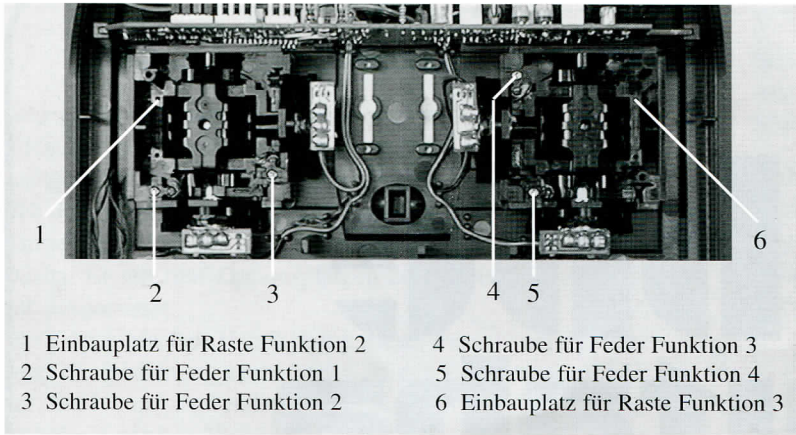 1
2
3
4
5
6
1 Einbauplatz für Raste Funktion 2
2 Schraube für Feder Funktion 1
3 Schraube für Feder Funktion 2
4 Schraube für Feder Funktion 3
5 Schraube für Feder Funktion 4
6 Einbauplatz für Raste Funktion 3